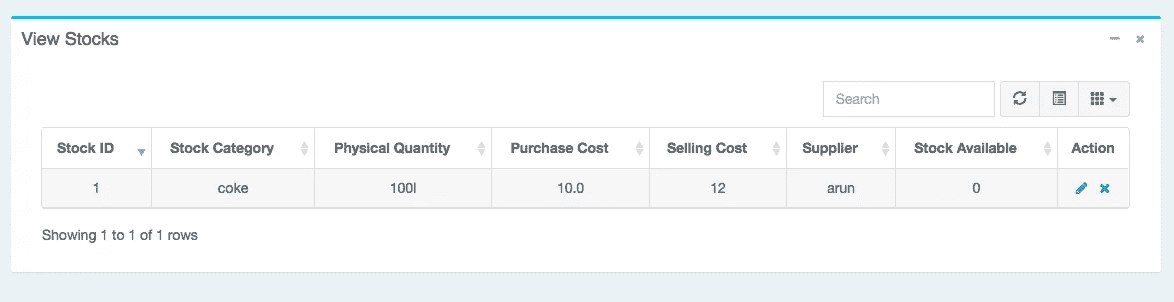 View Stocks
Search
Stock ID Stock Category Physical Quantity Purchase Cost Selling Cost Supplier Stock Available Action
1 coke 100l 10.0 12 arun 0
Showing 1 to 1 of 1 rows